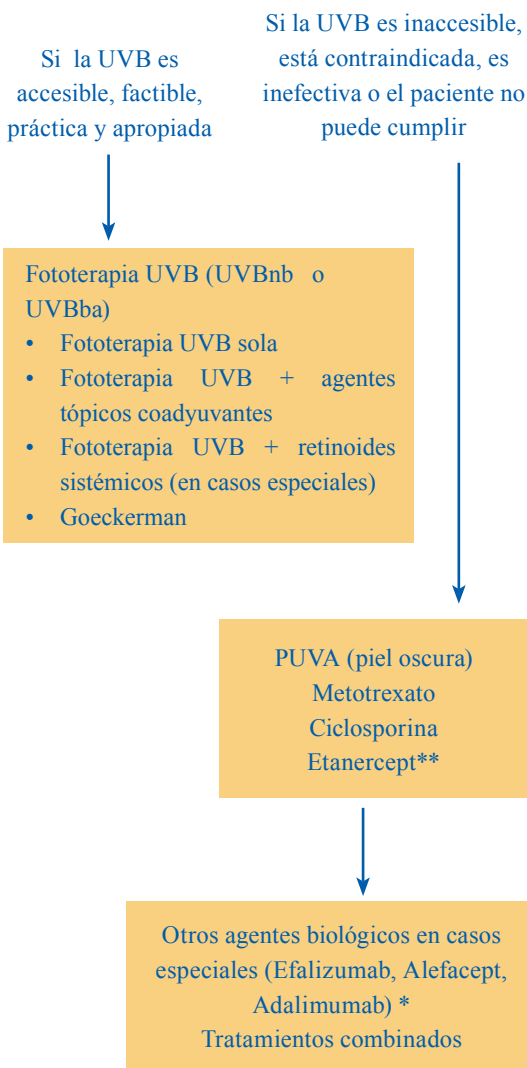 Si la UVB es
accesible, factible,
práctica y apropiada
Si la UVB es inaccesible,
está contraindicada, es
inefectiva o el paciente no
puede cumplir
Fototerapia UVB (UVBnb o
UVBba)
• Fototerapia UVB sola
• Fototerapia UVB + agentes
tópicos coadyuvantes
• Fototerapia UVB + retinoides
sistémicos (en casos especiales)
• Goeckerman
PUVA (piel oscura)
Metotrexato
Ciclosporina
Etanercept**
Otros agentes biológicos en casos
especiales (Efalizumab, Alefacept,
Adalimumab) *
Tratamientos combinados